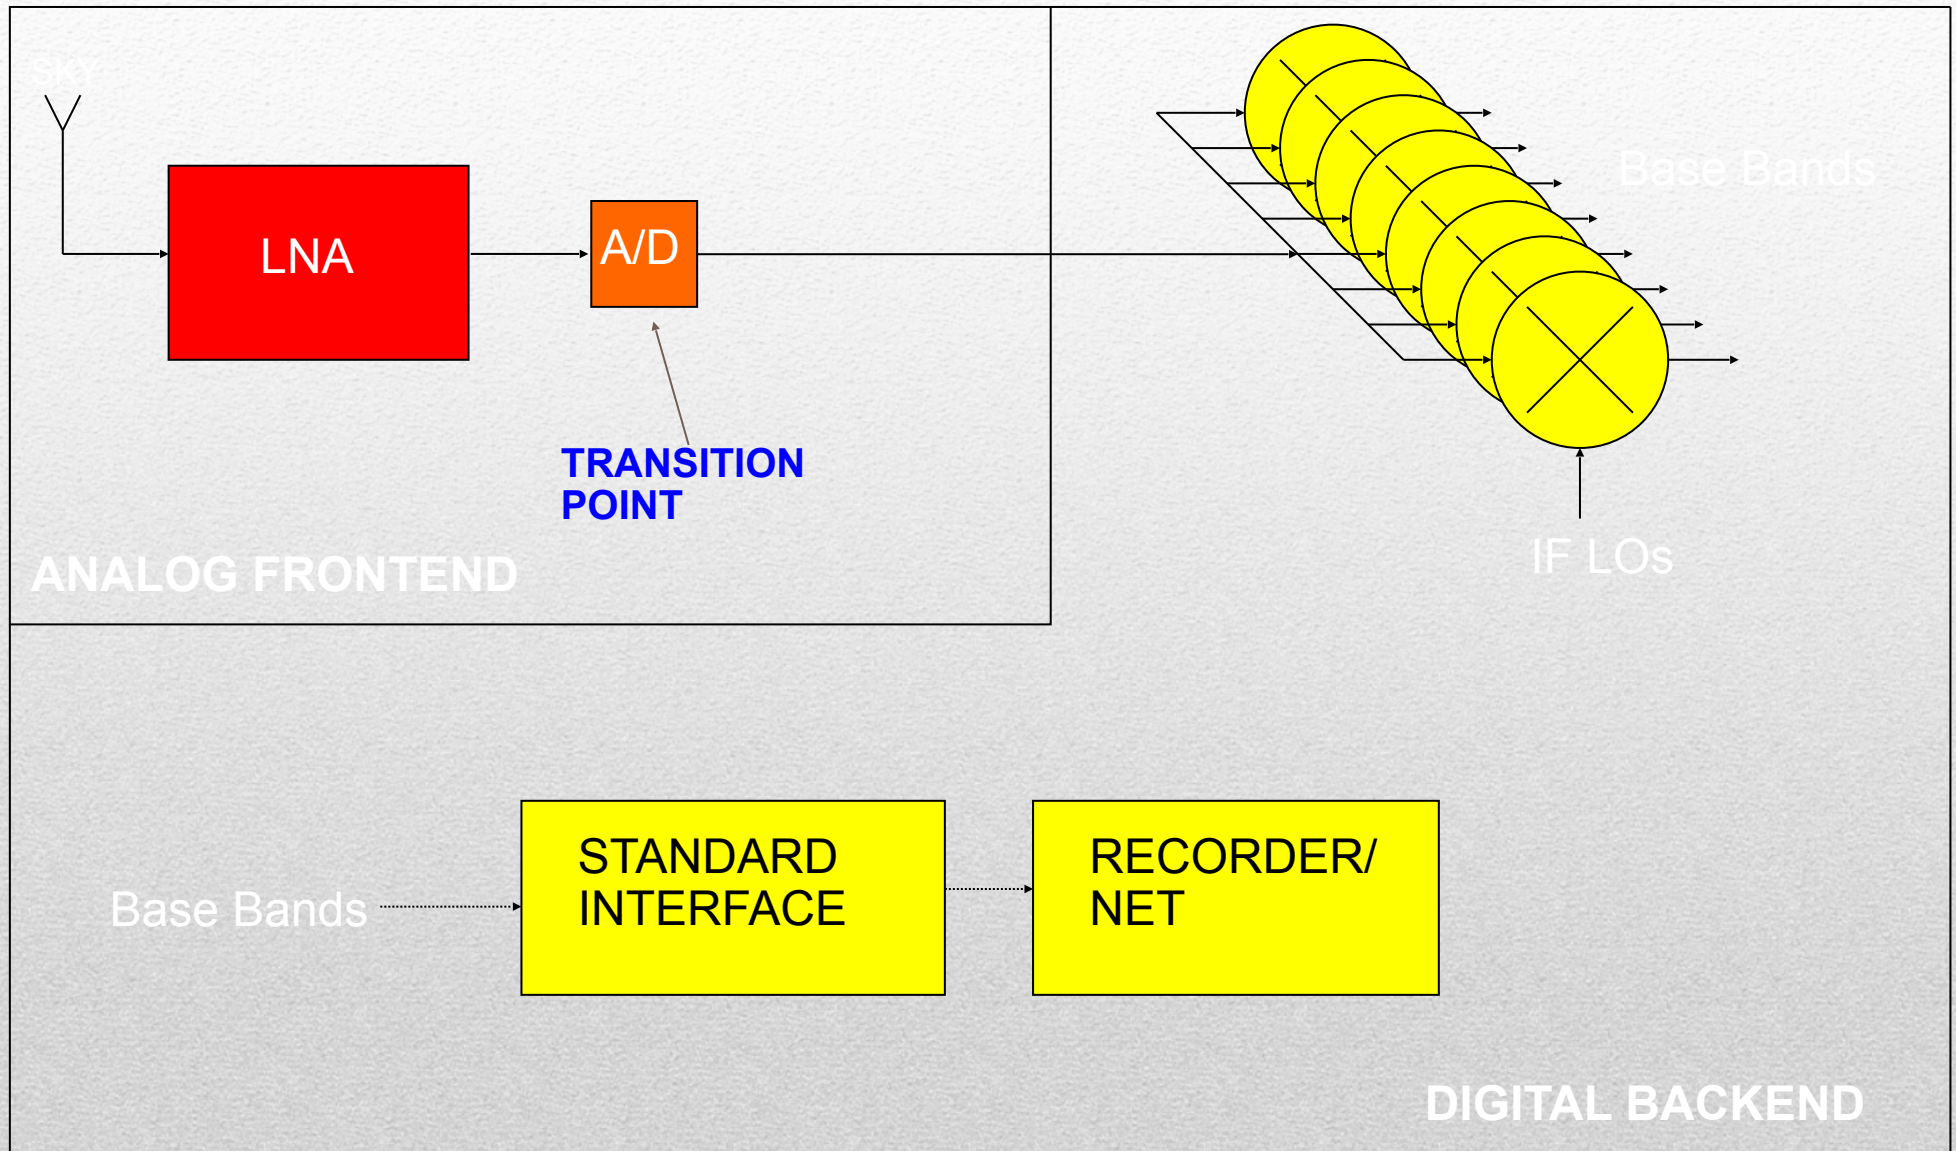 SKY
Base Bands
LNA
A/D
TRANSITION
POINT
IF LOs
ANALOG FRONTEND
STANDARD
INTERFACE
RECORDER/
NET
Base Bands
DIGITAL BACKEND